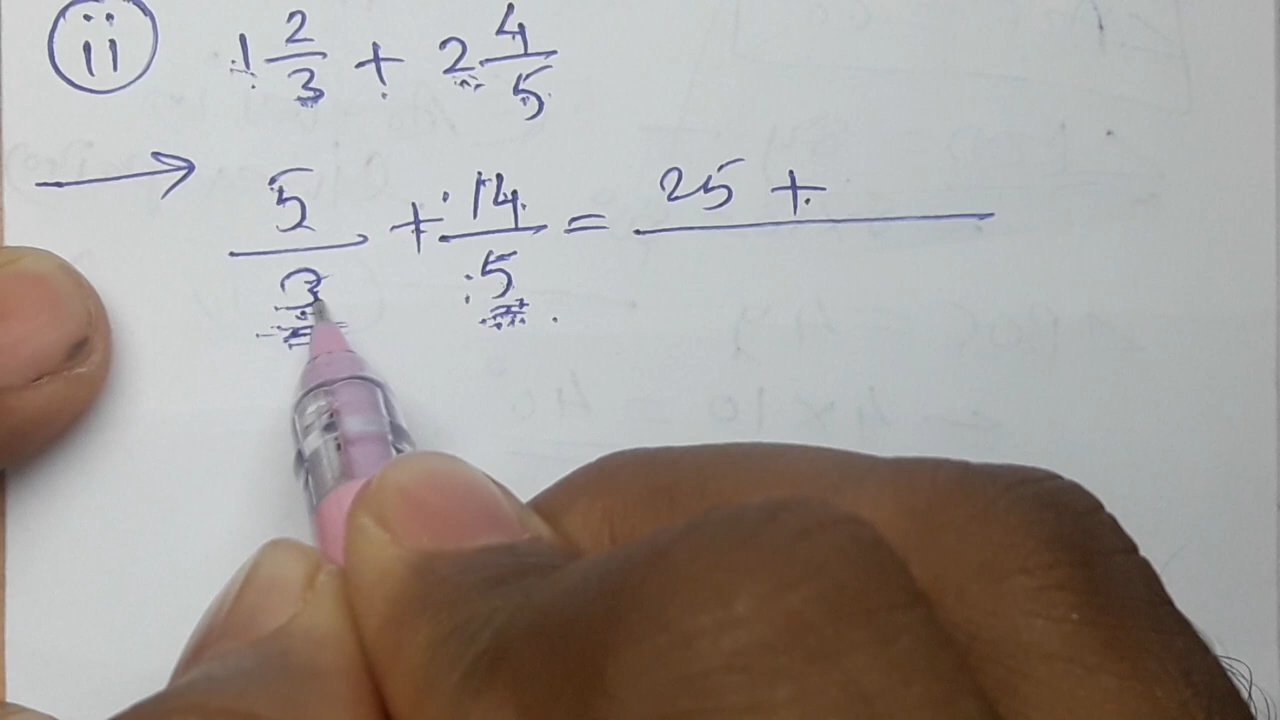 ii 1 2/3 + 2 4/5
→ 5/3 + 14/5 = 25 +